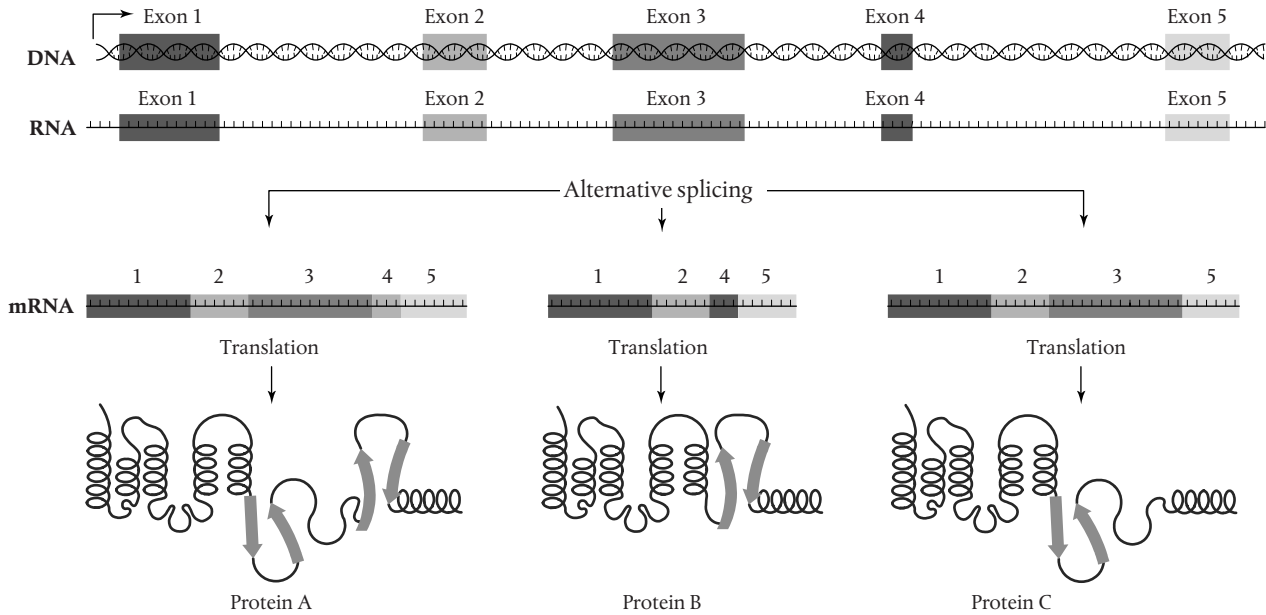 Exon 1 Exon 2 Exon 3 Exon 4 Exon 5
DNA
Exon 1 Exon 2 Exon 3 Exon 4 Exon 5
RNA
Alternative splicing
1 2 3 4 5 1 2 4 5 1 2 3 5
mRNA
Translation Translation Translation
Protein A Protein B Protein C